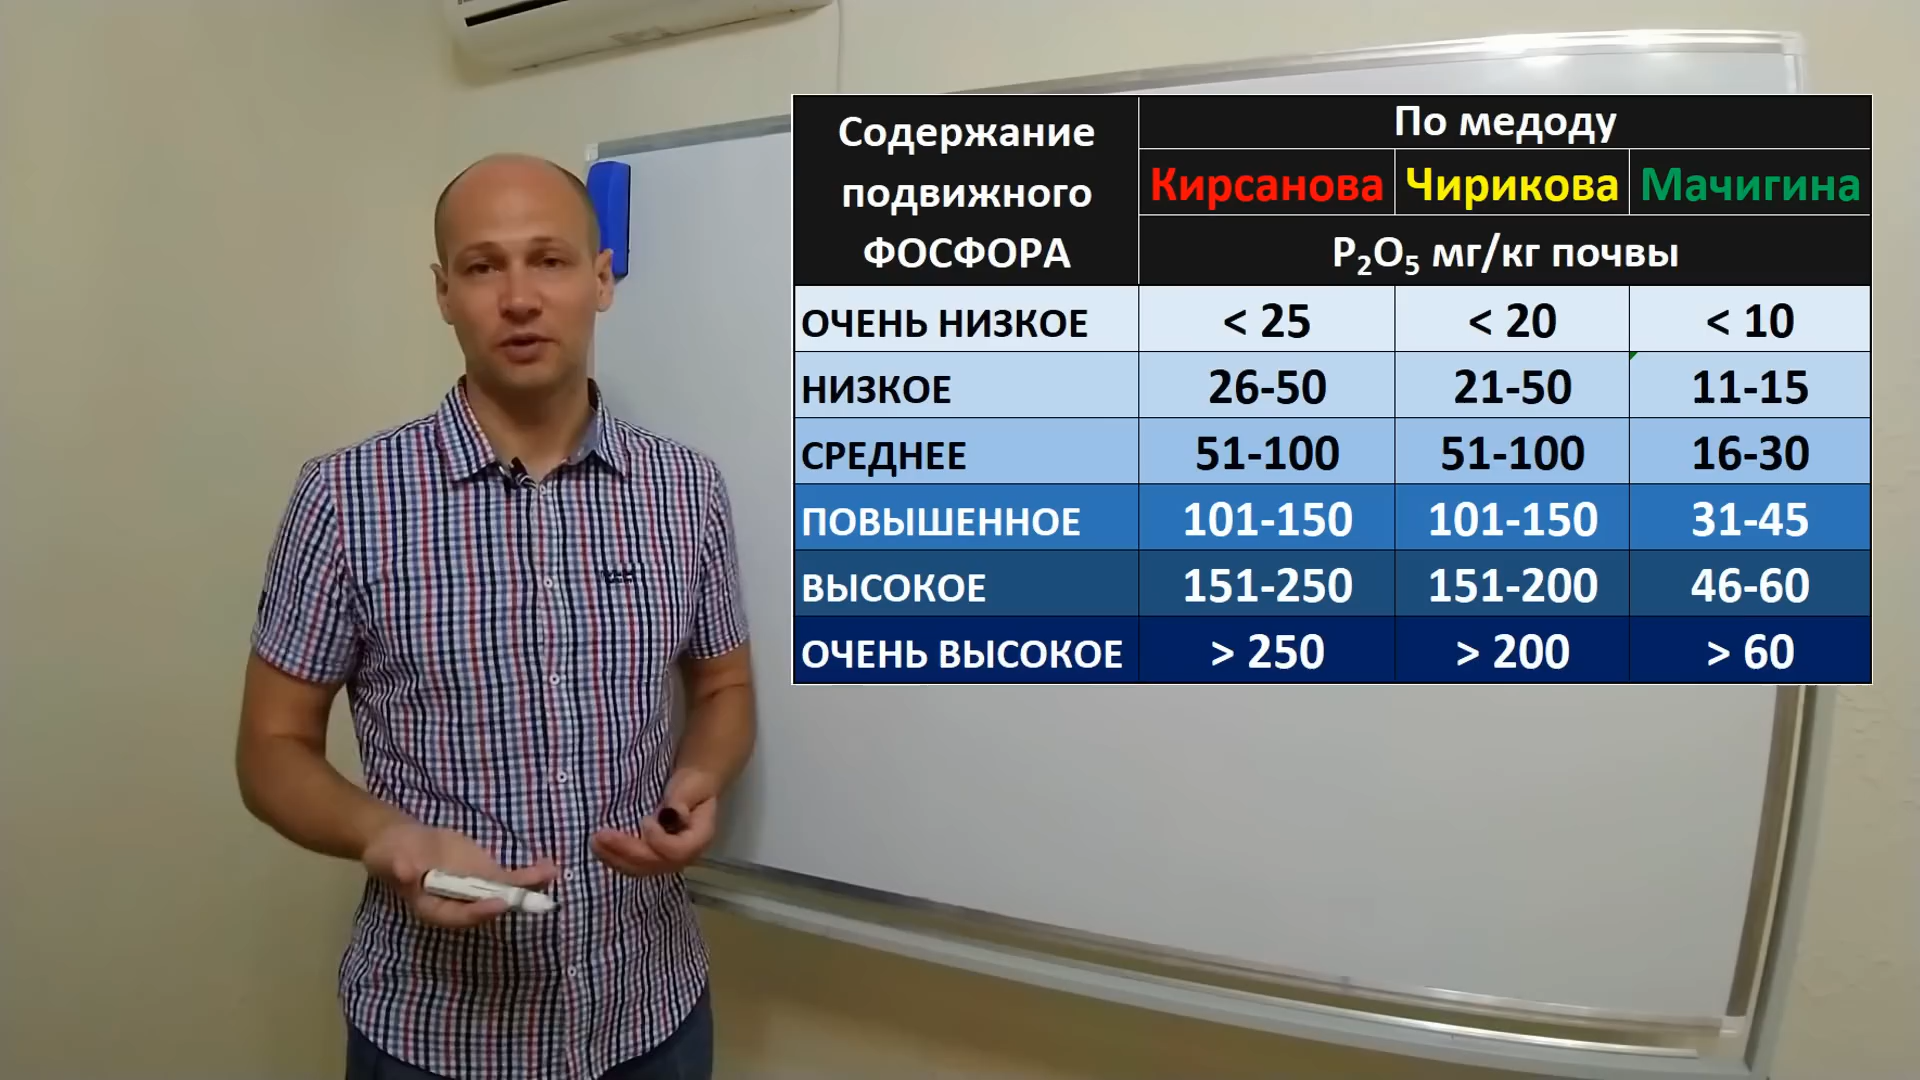 Содержание
подвижного
ФОСФОРА
По медоду
Кирсанова Чирикова Мачигина
P₂O₅ мг/кг почвы
ОЧЕНЬ НИЗКОЕ < 25 < 20 < 10
НИЗКОЕ 26-50 21-50 11-15
СРЕДНЕЕ 51-100 51-100 16-30
ПОВЫШЕННОЕ 101-150 101-150 31-45
ВЫСОКОЕ 151-250 151-200 46-60
ОЧЕНЬ ВЫСОКОЕ > 250 > 200 > 60